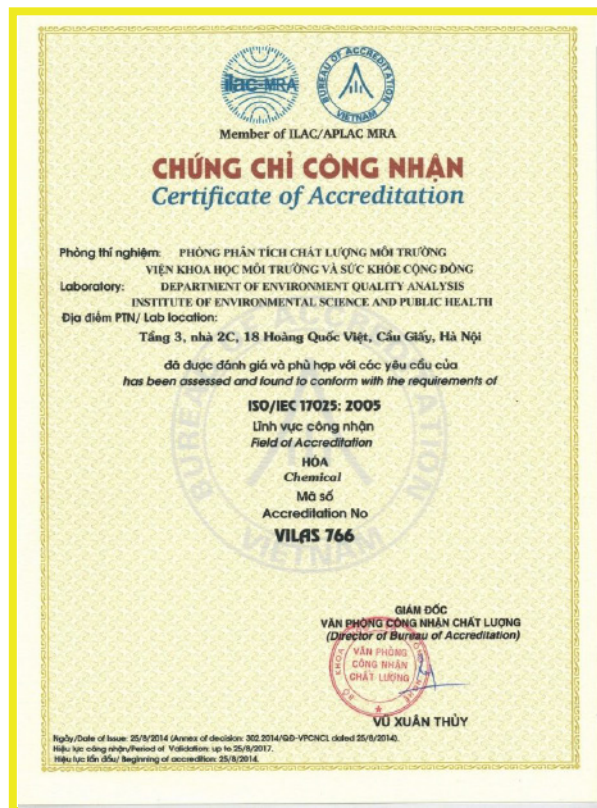 ilac-MRA
BUREAU OF ACCREDITATION
VIETNAM
Member of ILAC/APLAC MRA
CHỨNG CHỈ CÔNG NHẬN
Certificate of Accreditation
Phòng thí nghiệm: PHÒNG PHÂN TÍCH CHẤT LƯỢNG MÔI TRƯỜNG
VIỆN KHOA HỌC MÔI TRƯỜNG VÀ SỨC KHỎE CỘNG ĐỒNG
Laboratory: DEPARTMENT OF ENVIRONMENT QUALITY ANALYSIS
INSTITUTE OF ENVIRONMENTAL SCIENCE AND PUBLIC HEALTH
Địa điểm PTN/ Lab location:
Tầng 3, nhà 2C, 18 Hoàng Quốc Việt, Cầu Giấy, Hà Nội
đã được đánh giá và phù hợp với các yêu cầu của
has been assessed and found to conform with the requirements of
ISO/IEC 17025: 2005
Lĩnh vực công nhận
Field of Accreditation
HÓA
Chemical
Mã số
Accreditation No
VILAS 766
BUREAU OF ACCREDITATION
VIETNAM
GIÁM ĐỐC
VĂN PHÒNG CÔNG NHẬN CHẤT LƯỢNG
(Director of Bureau of Accreditation)
VĂN PHÒNG
CÔNG NHẬN
CHẤT LƯỢNG
BỘ KHOA
VŨ XUÂN THỦY
Ngày/Date of Issue: 25/8/2014 (Annex of decision: 302.2014/QĐ-VPCNCL dated 25/8/2014).
Hiệu lực công nhận/Period of Validation: up to 25/8/2017.
Hiệu lực lần đầu/ Beginning of accreditation: 25/8/2014.